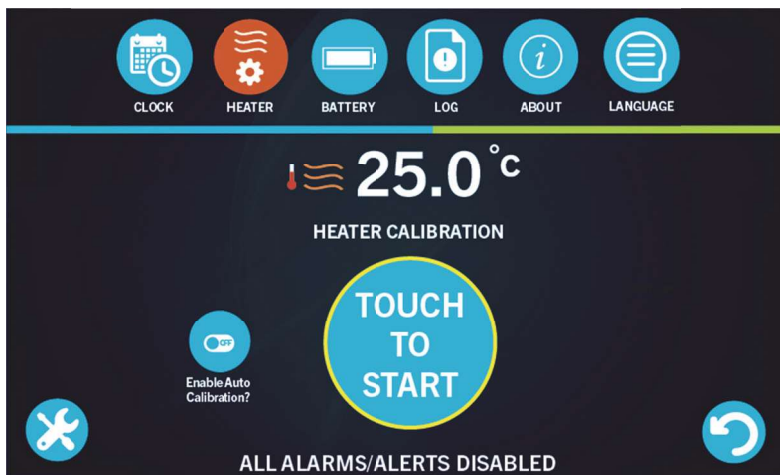 CLOCK
HEATER
BATTERY
LOG
ABOUT
LANGUAGE
25.0°C
HEATER CALIBRATION
TOUCH
TO
START
OFF
Enable Auto
Calibration?
ALL ALARMS/ALERTS DISABLED